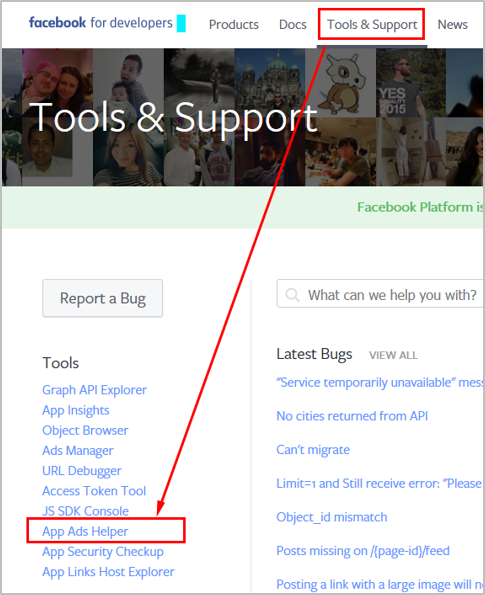 facebook for developers
Products
Docs
Tools & Support
News
YES
EQUALITY
2015
Tools & Support
Facebook Platform is
Report a Bug
What can we help you with?
Tools
Graph API Explorer
App Insights
Object Browser
Ads Manager
URL Debugger
Access Token Tool
JS SDK Console
App Ads Helper
App Security Checkup
App Links Host Explorer
Latest Bugs VIEW ALL
"Service temporarily unavailable" mess
No cities returned from API
Can't migrate
Limit=1 and Still receive error: "Please
Object_id mismatch
Posts missing on /{page-id}/feed
Posting a link with a large image will no